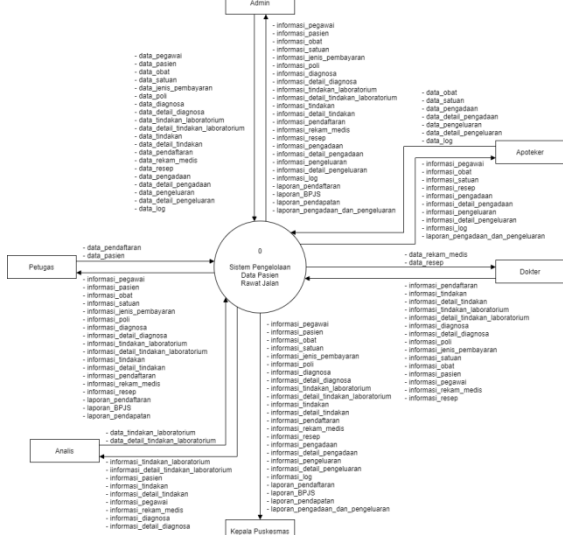 Admin
- data_pegawai
- data_pasien
- data_obat
- data_satuan
- data_jenis_pembayaran
- data_poli
- data_diagnosa
- data_detail_diagnosa
- data_tindakan_laboratorium
- data_detail_tindakan_laboratorium
- data_tindakan
- data_detail_tindakan
- data_pendaftaran
- data_rekam_medis
- data_resep
- data_pengadaan
- data_detail_pengadaan
- data_pengeluaran
- data_detail_pengeluaran
- data_log
- informasi_pegawai
- informasi_pasien
- informasi_obat
- informasi_satuan
- informasi_jenis_pembayaran
- informasi_poli
- informasi_diagnosa
- informasi_detail_diagnosa
- informasi_tindakan_laboratorium
- informasi_detail_tindakan_laboratorium
- informasi_tindakan
- informasi_detail_tindakan
- informasi_pendaftaran
- informasi_rekam_medis
- informasi_resep
- informasi_pengadaan
- informasi_detail_pengadaan
- informasi_pengeluaran
- informasi_detail_pengeluaran
- informasi_log
- laporan_pendaftaran
- laporan_BPJS
- laporan_pendapatan
- laporan_pengadaan_dan_pengeluaran
- data_obat
- data_satuan
- data_pengadaan
- data_detail_pengadaan
- data_pengeluaran
- data_detail_pengeluaran
- data_log
Apoteker
- informasi_pegawai
- informasi_obat
- informasi_satuan
- informasi_resep
- informasi_pengadaan
- informasi_detail_pengadaan
- informasi_pengeluaran
- informasi_detail_pengeluaran
- informasi_log
- laporan_pengadaan_dan_pengeluaran
- data_pendaftaran
- data_pasien
Petugas
0
Sistem Pengelolaan
Data Pasien
Rawat Jalan
- data_rekam_medis
- data_resep
Dokter
- informasi_pegawai
- informasi_pasien
- informasi_obat
- informasi_satuan
- informasi_jenis_pembayaran
- informasi_poli
- informasi_diagnosa
- informasi_detail_diagnosa
- informasi_tindakan_laboratorium
- informasi_detail_tindakan_laboratorium
- informasi_tindakan
- informasi_detail_tindakan
- informasi_pendaftaran
- informasi_rekam_medis
- informasi_resep
- laporan_pendaftaran
- laporan_BPJS
- laporan_pendapatan
- informasi_pendaftaran
- informasi_tindakan
- informasi_detail_tindakan
- informasi_tindakan_laboratorium
- informasi_detail_tindakan_laboratorium
- informasi_diagnosa
- informasi_detail_diagnosa
- informasi_poli
- informasi_jenis_pembayaran
- informasi_satuan
- informasi_obat
- informasi_pasien
- informasi_pegawai
- informasi_rekam_medis
- informasi_resep
- informasi_pegawai
- informasi_pasien
- informasi_obat
- informasi_satuan
- informasi_jenis_pembayaran
- informasi_poli
- informasi_diagnosa
- informasi_detail_diagnosa
- informasi_tindakan_laboratorium
- informasi_detail_tindakan_laboratorium
- informasi_tindakan
- informasi_detail_tindakan
- informasi_pendaftaran
- informasi_rekam_medis
- informasi_resep
- informasi_pengadaan
- informasi_detail_pengadaan
- informasi_pengeluaran
- informasi_detail_pengeluaran
- informasi_log
- laporan_pendaftaran
- laporan_BPJS
- laporan_pendapatan
- laporan_pengadaan_dan_pengeluaran
- data_tindakan_laboratorium
- data_detail_tindakan_laboratorium
Analis
- informasi_tindakan_laboratorium
- iinformasi_detail_tiindakan_laboratorium
- informasi_pasien
- informasi_tindakan
- informasi_detail_tindakan
- informasi_pegawai
- informasi_rekam_medis
- informasi_diagnosa
- informasi_detail_diagnosa
Kepala Puskesmas